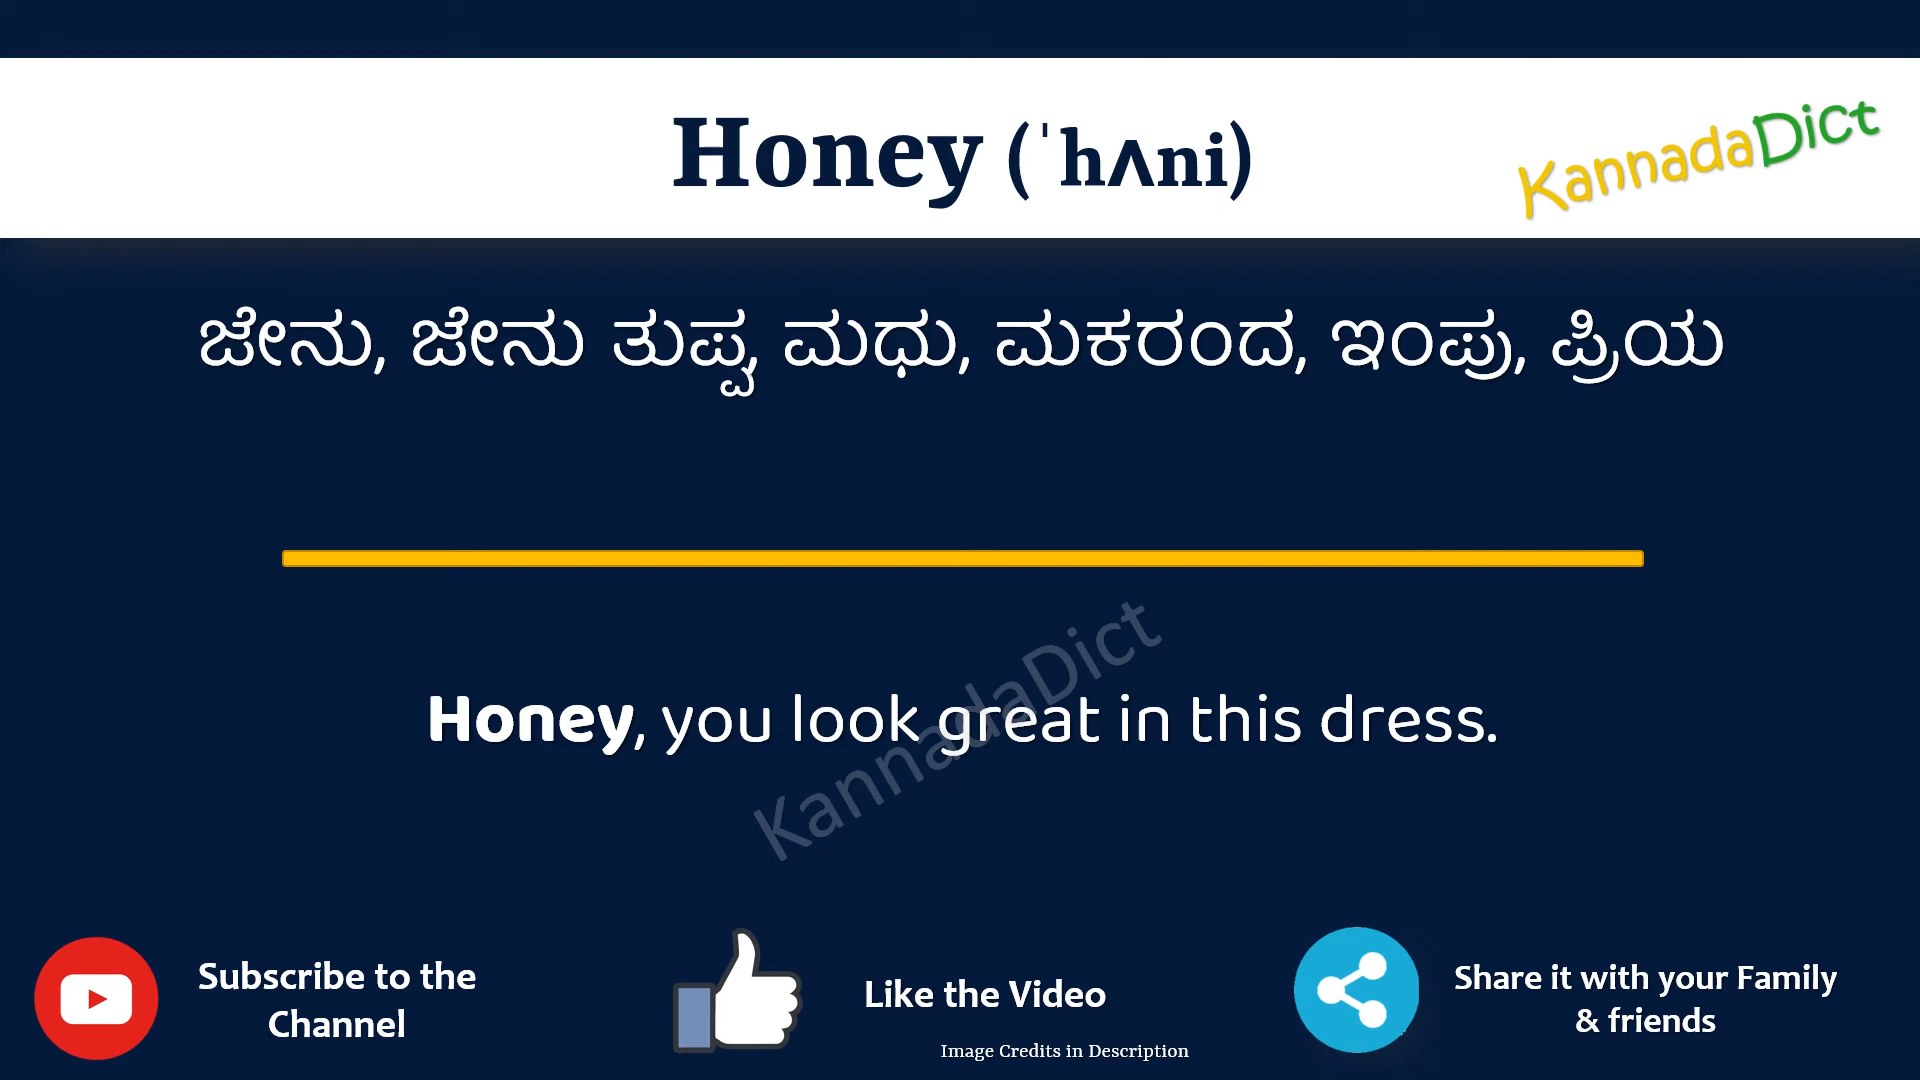 Honey (ˈhʌni)
KannadaDict
ಜೇನು, ಜೇನು ತುಪ್ಪ, ಮಧು, ಮಕರಂದ, ಇಂಪು, ಪ್ರಿಯ
KannadaDict
Honey, you look great in this dress.
Subscribe to the
Channel
Like the Video
Share it with your Family
& friends
Image Credits in Description